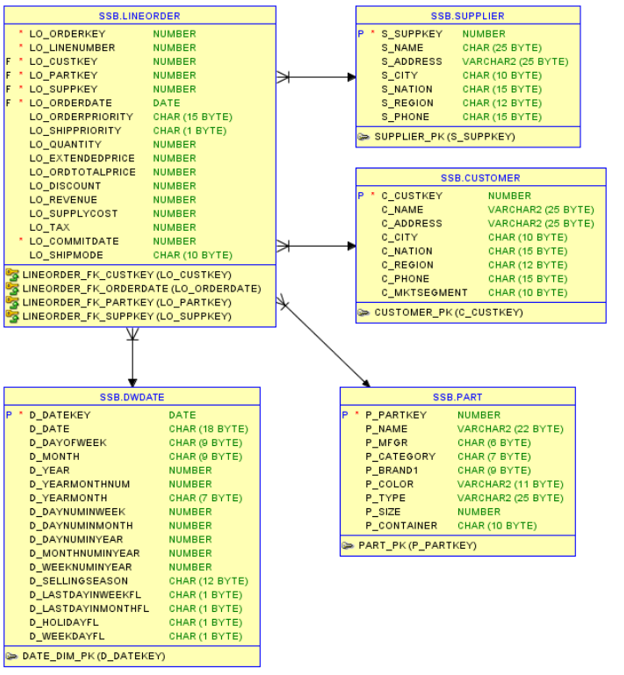 SSB.LINEORDER
* LO_ORDERKEY NUMBER
* LO_LINENUMBER NUMBER
F * LO_CUSTKEY NUMBER
F * LO_PARTKEY NUMBER
F * LO_SUPPKEY NUMBER
F * LO_ORDERDATE DATE
LO_ORDERPRIORITY CHAR (15 BYTE)
LO_SHIPPRIORITY CHAR (1 BYTE)
LO_QUANTITY NUMBER
LO_EXTENDEDPRICE NUMBER
LO_ORDTOTALPRICE NUMBER
LO_DISCOUNT NUMBER
LO_REVENUE NUMBER
LO_SUPPLYCOST NUMBER
LO_TAX NUMBER
* LO_COMMITDATE NUMBER
LO_SHIPMODE CHAR (10 BYTE)
LINEORDER_FK_CUSTKEY (LO_CUSTKEY)
LINEORDER_FK_ORDERDATE (LO_ORDERDATE)
LINEORDER_FK_PARTKEY (LO_PARTKEY)
LINEORDER_FK_SUPPKEY (LO_SUPPKEY)
SSB.SUPPLIER
P * S_SUPPKEY NUMBER
S_NAME CHAR (25 BYTE)
S_ADDRESS VARCHAR2 (25 BYTE)
S_CITY CHAR (10 BYTE)
S_NATION CHAR (15 BYTE)
S_REGION CHAR (12 BYTE)
S_PHONE CHAR (15 BYTE)
SUPPLIER_PK (S_SUPPKEY)
SSB.CUSTOMER
P * C_CUSTKEY NUMBER
C_NAME VARCHAR2 (25 BYTE)
C_ADDRESS VARCHAR2 (25 BYTE)
C_CITY CHAR (10 BYTE)
C_NATION CHAR (15 BYTE)
C_REGION CHAR (12 BYTE)
C_PHONE CHAR (15 BYTE)
C_MKTSEGMENT CHAR (10 BYTE)
CUSTOMER_PK (C_CUSTKEY)
SSB.DWDATE
P * D_DATEKEY DATE
D_DATE CHAR (18 BYTE)
D_DAYOFWEEK CHAR (9 BYTE)
D_MONTH CHAR (9 BYTE)
D_YEAR NUMBER
D_YEARMONTHNUM NUMBER
D_YEARMONTH CHAR (7 BYTE)
D_DAYNUMINWEEK NUMBER
D_DAYNUMINMONTH NUMBER
D_DAYNUMINYEAR NUMBER
D_MONTHNUMINYEAR NUMBER
D_WEEKNUMINYEAR NUMBER
D_SELLINGSEASON CHAR (12 BYTE)
D_LASTDAYINWEEKFL CHAR (1 BYTE)
D_LASTDAYINMONTHFL CHAR (1 BYTE)
D_HOLIDAYFL CHAR (1 BYTE)
D_WEEKDAYFL CHAR (1 BYTE)
DATE_DIM_PK (D_DATEKEY)
SSB.PART
P * P_PARTKEY NUMBER
P_NAME VARCHAR2 (22 BYTE)
P_MFGR CHAR (6 BYTE)
P_CATEGORY CHAR (7 BYTE)
P_BRAND1 CHAR (9 BYTE)
P_COLOR VARCHAR2 (11 BYTE)
P_TYPE VARCHAR2 (25 BYTE)
P_SIZE NUMBER
P_CONTAINER CHAR (10 BYTE)
PART_PK (P_PARTKEY)